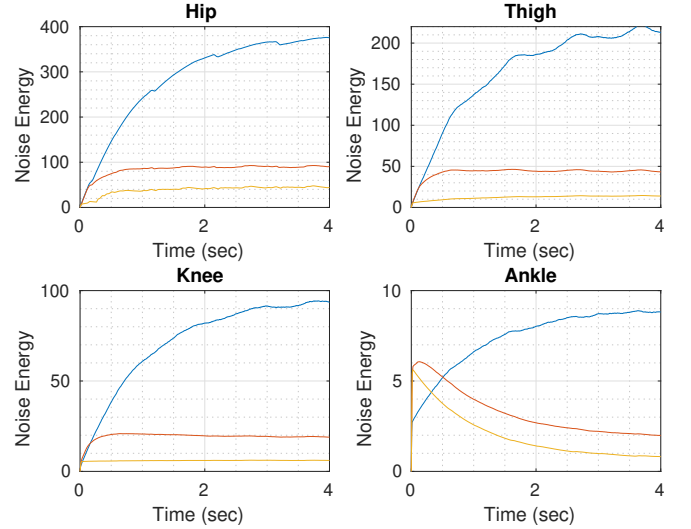 Hip
Noise Energy
400
300
200
100
0
0 2 4
Time (sec)
Thigh
Noise Energy
200
150
100
50
0
0 2 4
Time (sec)
Knee
Noise Energy
100
50
0
0 2 4
Time (sec)
Ankle
Noise Energy
10
5
0
0 2 4
Time (sec)